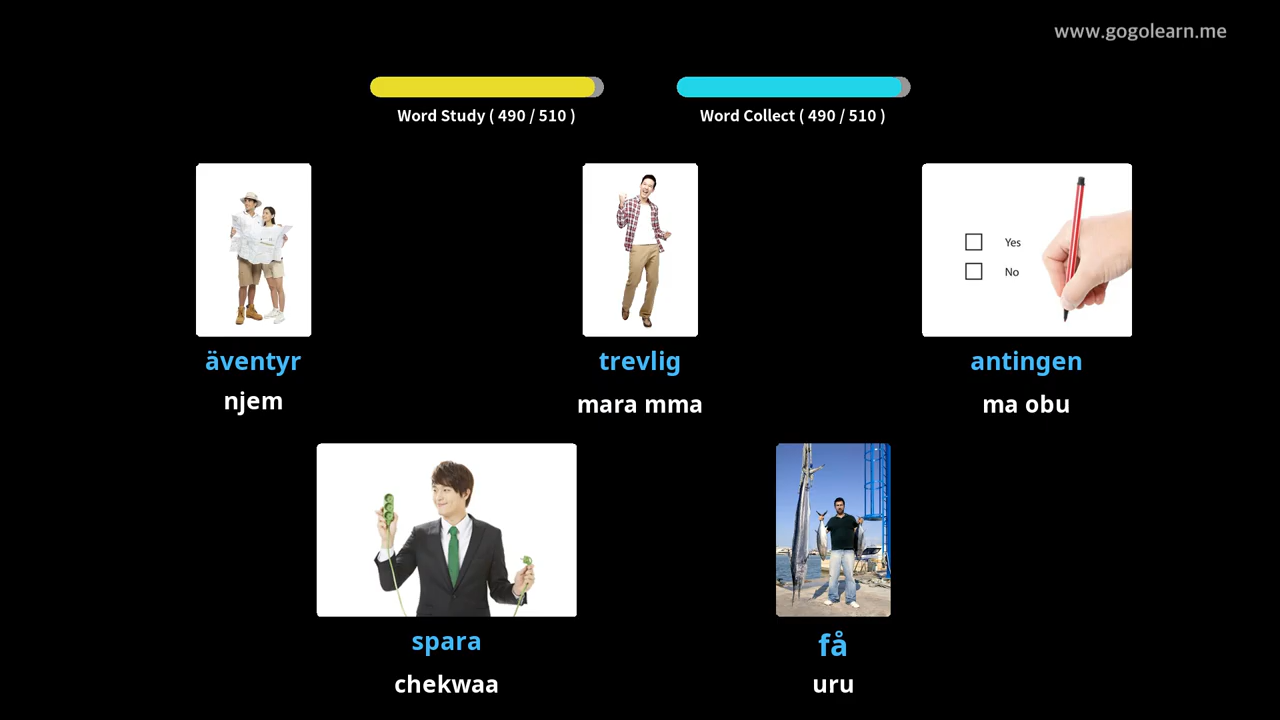 www.gogolearn.me
Word Study ( 490 / 510 )
Word Collect ( 490 / 510 )
Yes
No
äventyr
trevlig
antingen
njem
mara mma
ma obu
spara
få
chekwaa
uru